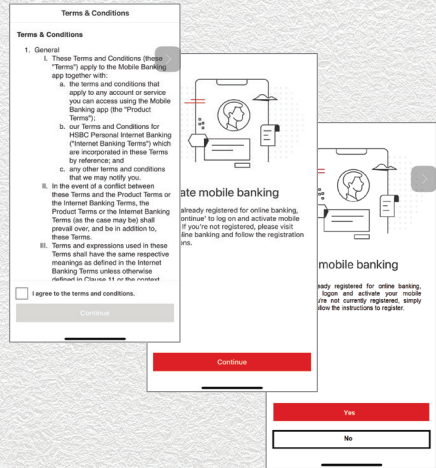 Terms & Conditions
Terms & Conditions
1. General
I. These Terms and Conditions (these
"Terms") apply to the Mobile Banking
app together with:
a. the terms and conditions that
apply to any account or service
you can access using the Mobile
Banking app (the "Product
Terms");
b. our Terms and Conditions for
HSBC Personal Internet Banking
("Internet Banking Terms") which
are incorporated in these Terms
by reference; and
c. any other terms and conditions
that we may notify you.
II. In the event of a conflict between
these Terms and the Product Terms or
the Internet Banking Terms, the
Product Terms or the Internet Banking
Terms (as the case may be) shall
prevail over, and be in addition to,
these Terms.
III. Terms and expressions used in these
Terms shall have the same respective
meanings as defined in the Internet
Banking Terms unless otherwise
defined in Clause 11 or the context
I agree to the terms and conditions.
Continue
ate mobile banking
already registered for online banking,
ontinue' to log on and activate mobile
If you're not registered, please visit
line banking and follow the registration
ons.
Continue
mobile banking
eady registered for online banking,
logon and activate your mobile
u're not currently registered, simply
ollow the instructions to register.
Yes
No